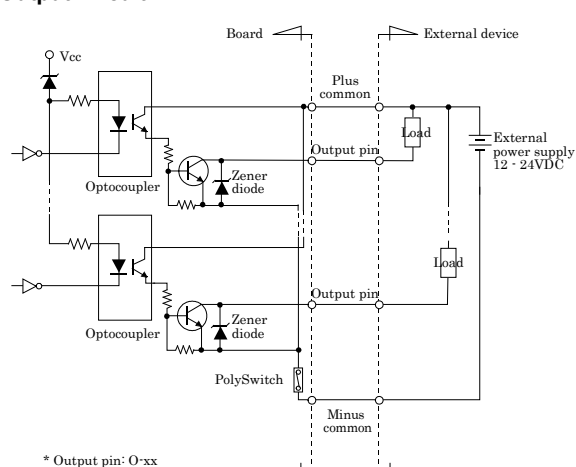 Board
External device
Vcc
Plus
common
Load
Output pin
External
power supply
12 - 24VDC
Zener
diode
Optocoupler
Load
Output pin
Zener
diode
Optocoupler
PolySwitch
Minus
common
* Output pin: O-xx